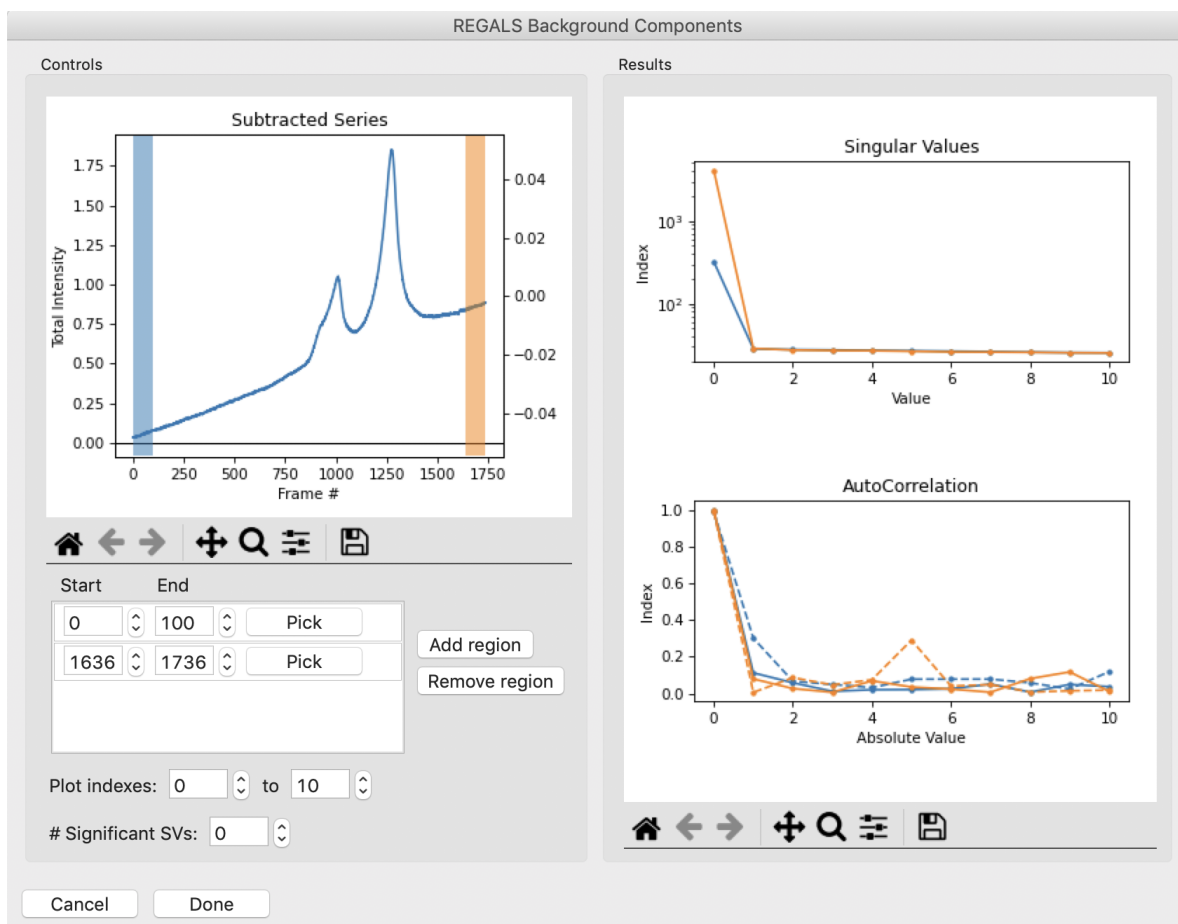 REGALS Background Components
Controls
Subtracted Series
1.75
1.50
1.25
1.00
0.75
0.50
0.25
0.00
Total Intensity
0.04
0.02
0.00
−0.02
−0.04
0 250 500 750 1000 1250 1500 1750
Frame #
Start End
0 100 Pick
1636 1736 Pick
Add region
Remove region
Plot indexes: 0 to 10
# Significant SVs: 0
Results
Singular Values
10³
10²
Index
0 2 4 6 8 10
Value
AutoCorrelation
1.0
0.8
0.6
0.4
0.2
0.0
Index
0 2 4 6 8 10
Absolute Value
Cancel Done